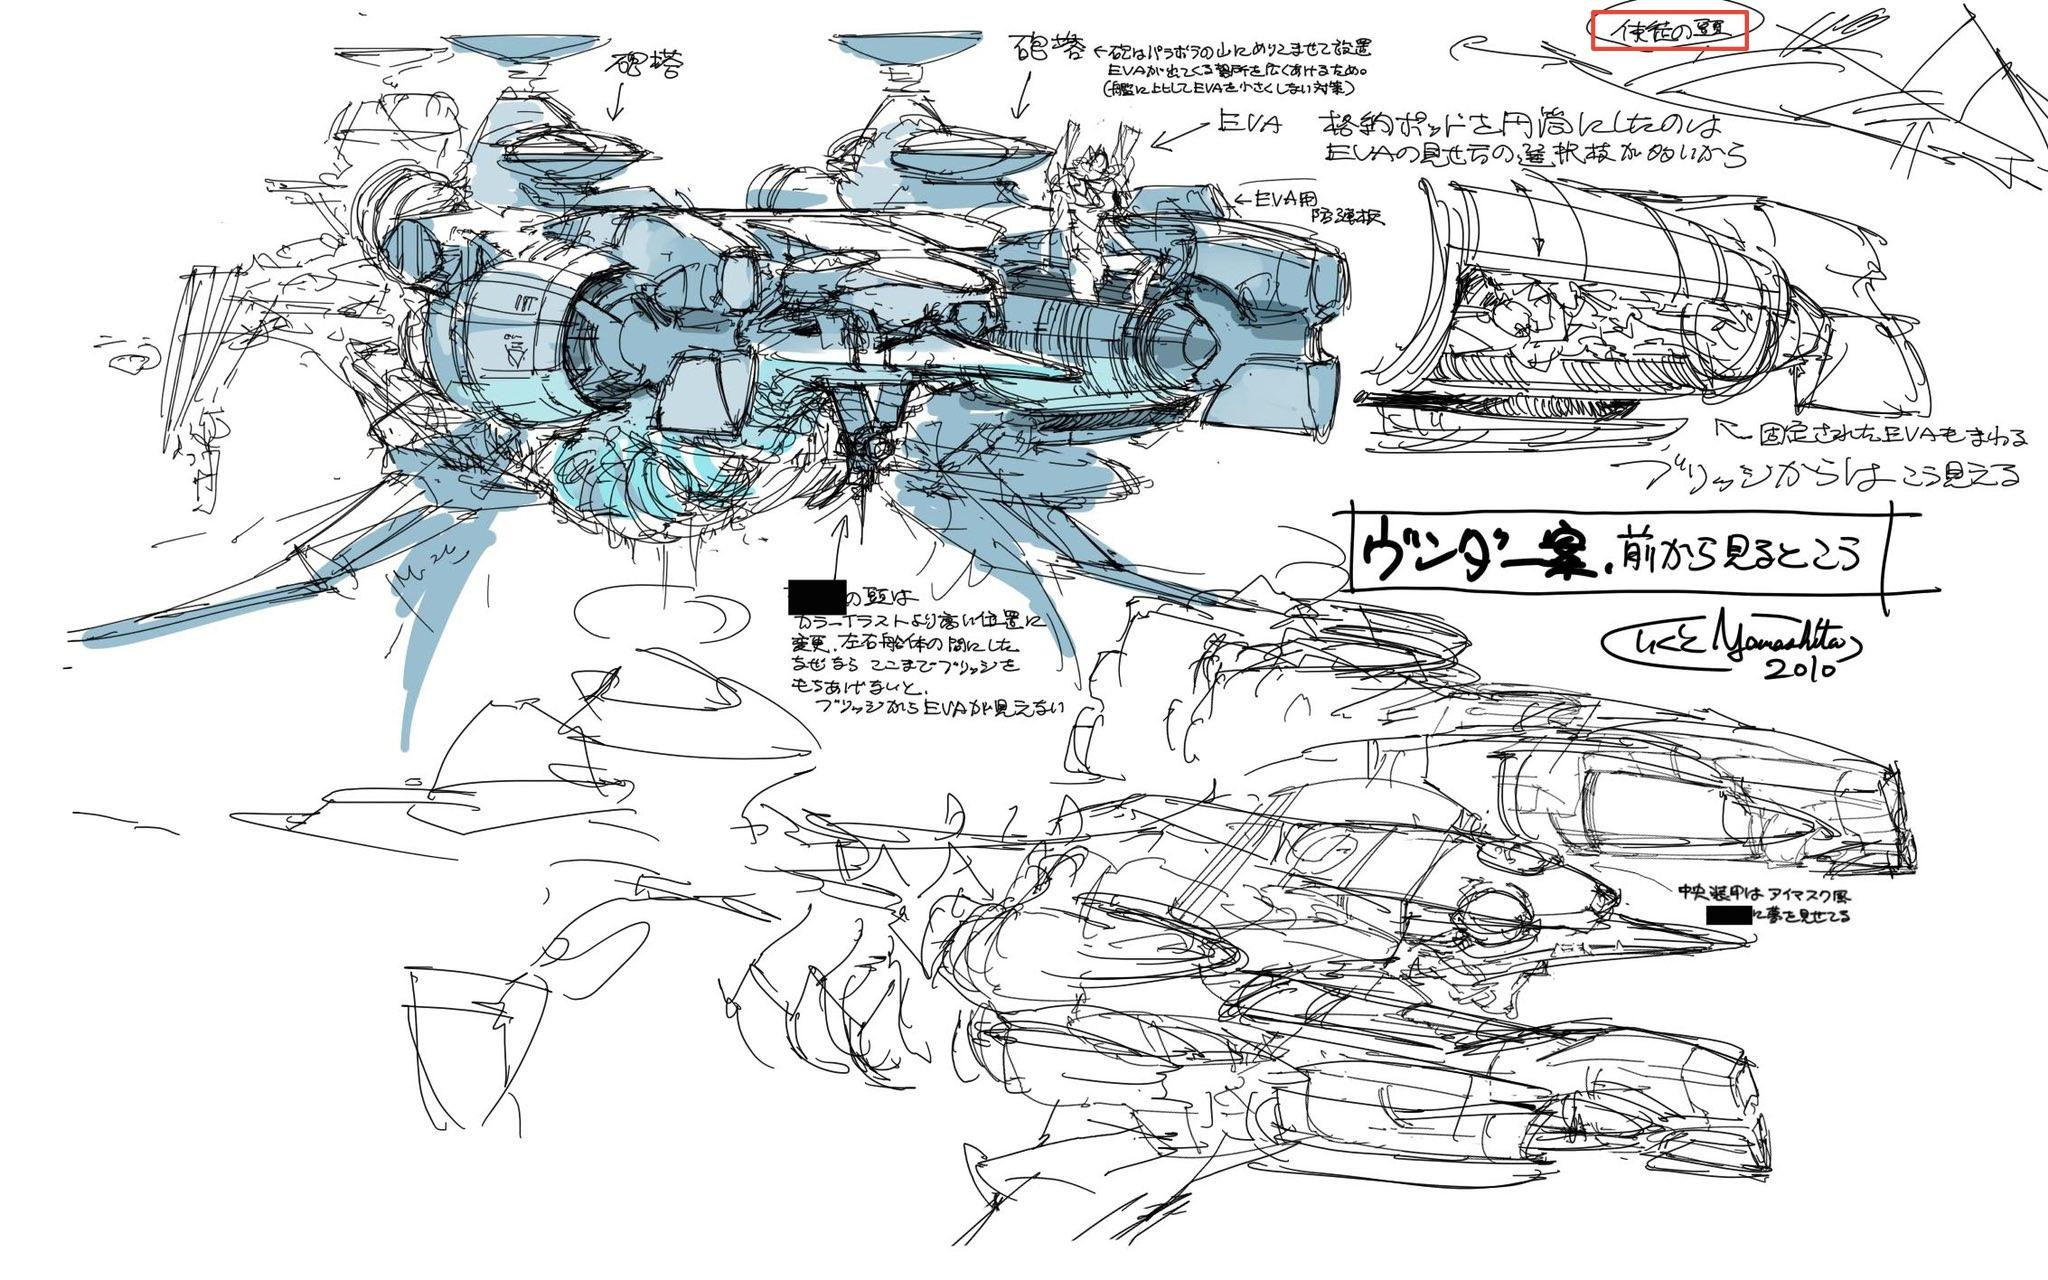 使徒の頭
砲塔
砲塔
←砲はパラボラの山にめりこませて設置
EVAが出てくる場所を広くあけるため。
(艦に比してEVAを小さくしない対策)
EVA
格納ポッドを円筒にしたのは
EVAの見せ方の選択枝が多いから
←EVA用
固定されたEVAもまわる
ブリッジからはこう見える
ヴンダー案.前から見るとこう
いくと Yamashita
2010
の頭は
カラーイラストより高い位置に
変更.左右船体の間にした
なぜなら ここまでブリッジを
もちあげないと.
ブリッジからEVAが見えない
中央装甲はアイマスク風
に夢を見せてる